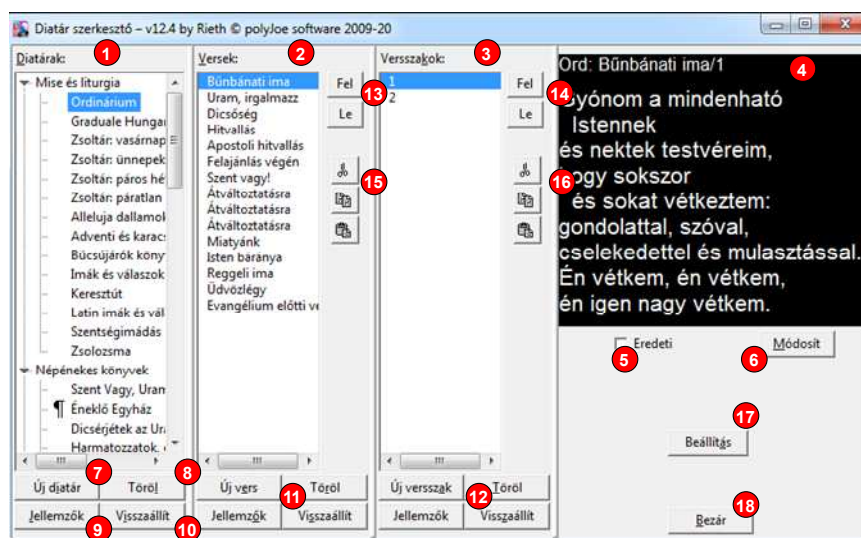 Diatár szerkesztő – v12.4 by Rieth © polyJoe software 2009-20
Diatárak:
1
Mise és liturgia
Ordinárium
Graduale Hungar
Zsoltár: vasárnap
Zsoltár: ünnepek
Zsoltár: páros hé
Zsoltár: páratlan
Alleluja dallamol
Adventi és karács
Búcsújárók köny
Imák és válaszok
Keresztút
Latin imák és vál
Szentségimádás
Zsolozsma
Népénekes könyvek
Szent Vagy, Uram
¶ Éneklő Egyház
Dicsérjétek az Ura
Harmatozzatok,
7
8
Új diatár
Töröl
Jellemzők
Visszaállít
9
10
Versek:
2
Bűnbánati ima
Uram, irgalmazz
Dicsőség
Hitvallás
Apostoli hitvallás
Felajánlás végén
Szent vagy!
Átváltoztatásra
Átváltoztatásra
Átváltoztatásra
Miatyánk
Isten báránya
Reggeli ima
Üdvözlégy
Evangélium előtti ve
Fel
13
Le
15
Új vers
11
Töröl
Jellemzők
Visszaállít
Versszakok:
3
1
2
Fel
14
Le
16
Új versszak
12
Töröl
Jellemzők
Visszaállít
Ord: Bűnbánati ima/1
4
Gyónom a mindenható
Istennek
és nektek testvéreim,
hogy sokszor
és sokat vétkeztem:
gondolattal, szóval,
cselekedettel és mulasztással.
Én vétkem, én vétkem,
én igen nagy vétkem.
5
Eredeti
6
Módosít
17
Beállítás
18
Bezár